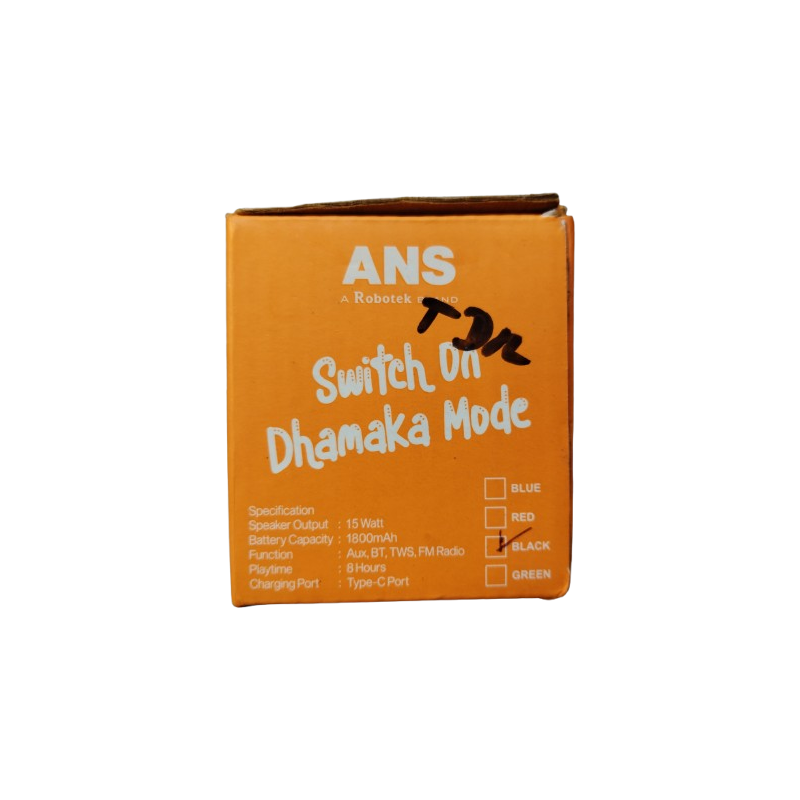 ANS
A Robotek BRAND
Switch On
Dhamaka Mode
BLUE
RED
BLACK
GREEN
Specification
Speaker Output : 15 Watt
Battery Capacity : 1800mAh
Function : Aux, BT, TWS, FM Radio
Playtime : 8 Hours
Charging Port : Type-C Port